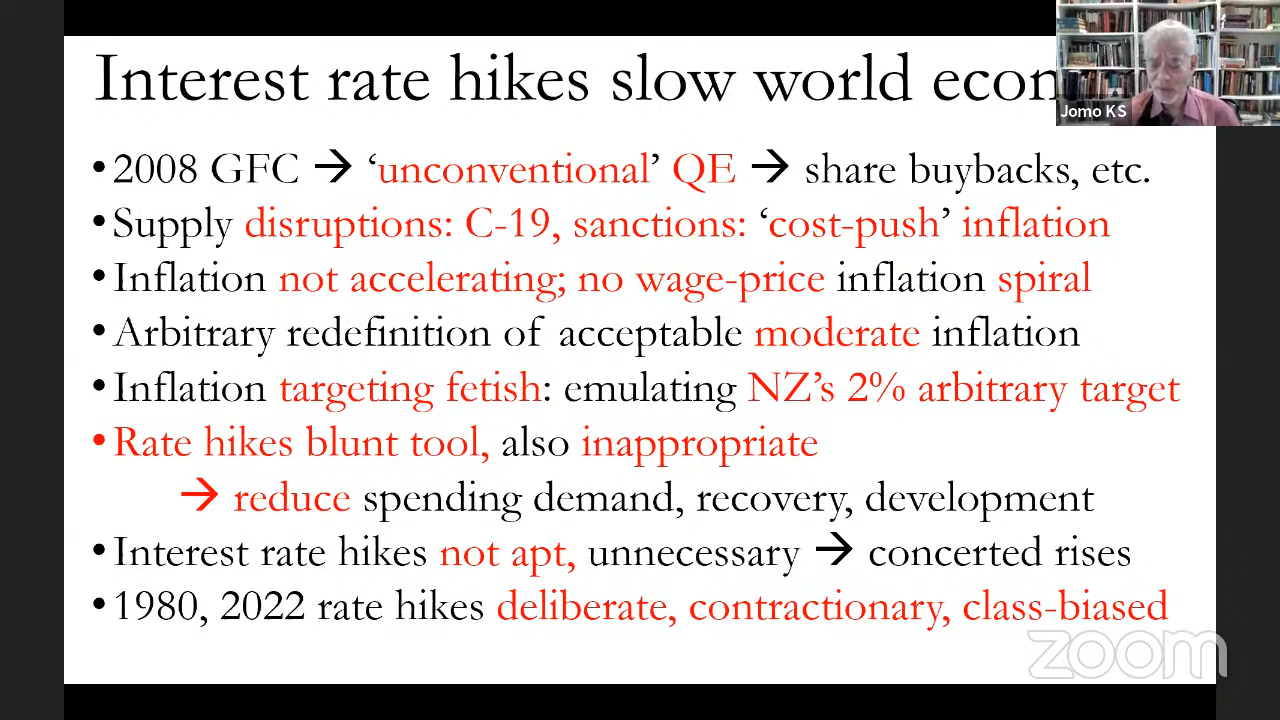 Interest rate hikes slow world econ
Jomo KS
•2008 GFC → ‘unconventional’ QE → share buybacks, etc.
•Supply disruptions: C-19, sanctions: ‘cost-push’ inflation
•Inflation not accelerating; no wage-price inflation spiral
•Arbitrary redefinition of acceptable moderate inflation
•Inflation targeting fetish: emulating NZ’s 2% arbitrary target
•Rate hikes blunt tool, also inappropriate
→ reduce spending demand, recovery, development
•Interest rate hikes not apt, unnecessary → concerted rises
•1980, 2022 rate hikes deliberate, contractionary, class-biased
zoom